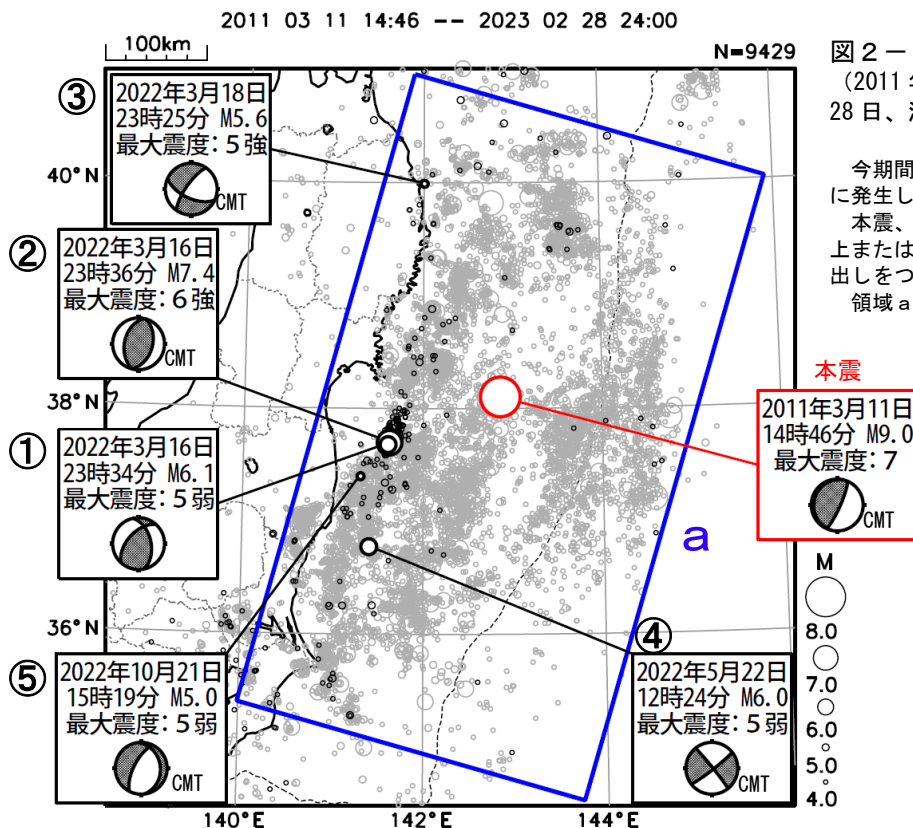 2011 03 11 14:46 -- 2023 02 28 24:00
100km
N=9429
図２－
（2011
28 日、
今期間
に発生し
本震、
上または
出しをつ
領域ａ
③
2022年3月18日
23時25分 M5.6
最大震度：５強
CMT
40°N
②
2022年3月16日
23時36分 M7.4
最大震度：６強
CMT
38°N
本震
2011年3月11日
14時46分 M9.0
最大震度：７
CMT
①
2022年3月16日
23時34分 M6.1
最大震度：５弱
CMT
a
M
8.0
7.0
6.0
5.0
4.0
36°N
④
2022年5月22日
12時24分 M6.0
最大震度：５弱
CMT
⑤
2022年10月21日
15時19分 M5.0
最大震度：５弱
CMT
140°E
142°E
144°E